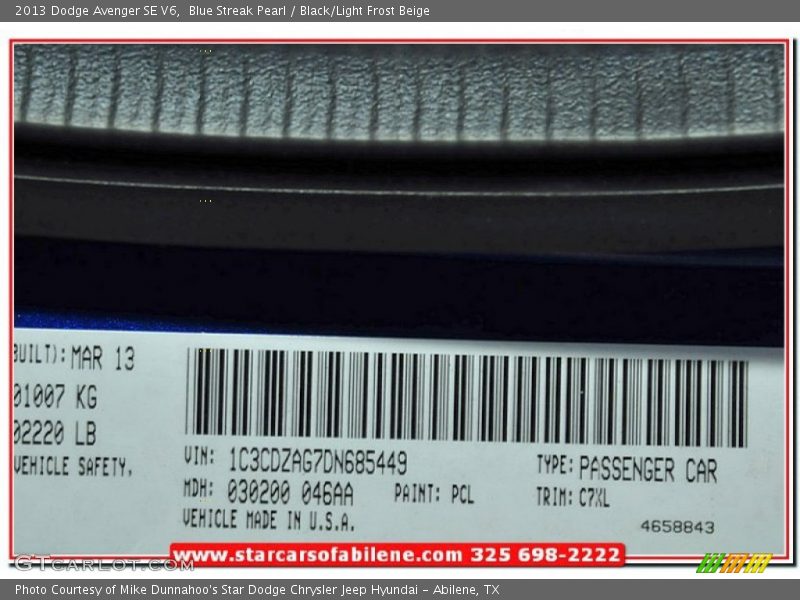 2013 Dodge Avenger SE V6,  Blue Streak Pearl / Black/Light Frost Beige
BUILT): MAR 13
01007 KG
02220 LB
VEHICLE SAFETY,
VIN: 1C3CDZAG7DN685449
TYPE: PASSENGER CAR
MDH: 030200 046AA
PAINT: PCL
TRIM: C7XL
VEHICLE MADE IN U.S.A.
4658843
www.starcarsofabilene.com 325 698-2222
GTcarlot.com
Photo Courtesy of Mike Dunnahoo's Star Dodge Chrysler Jeep Hyundai - Abilene, TX